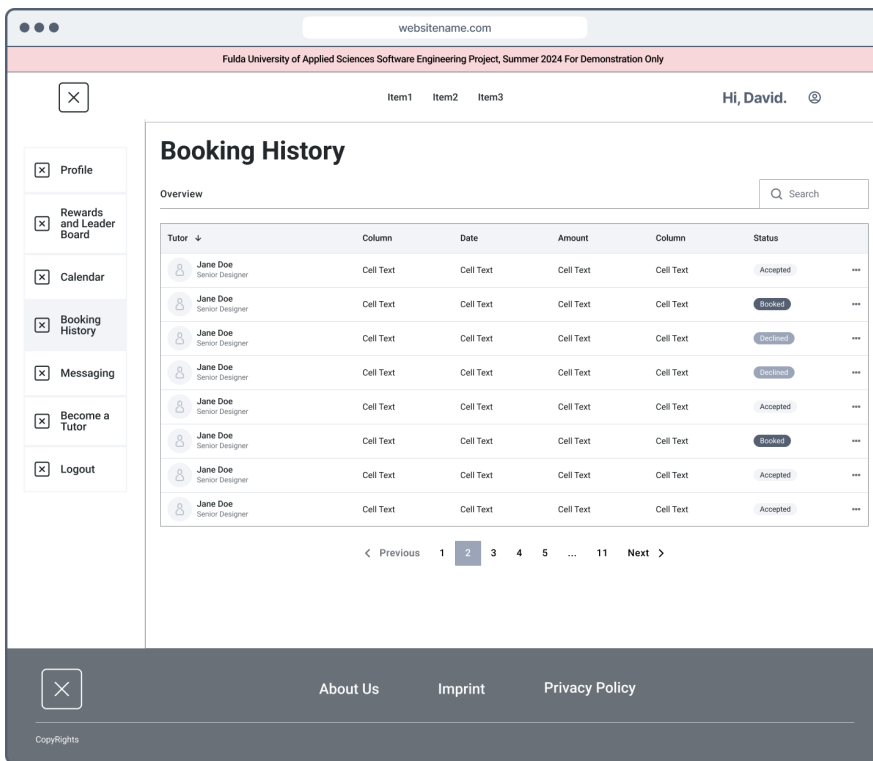 websitename.com
Fulda University of Applied Sciences Software Engineering Project, Summer 2024 For Demonstration Only
Item1 Item2 Item3
Hi, David.
Profile
Rewards
and Leader
Board
Calendar
Booking
History
Messaging
Become a
Tutor
Logout
Booking History
Overview
Search
Tutor ↓ Column Date Amount Column Status
Jane Doe
Senior Designer
Cell Text Cell Text Cell Text Cell Text Accepted •••
Jane Doe
Senior Designer
Cell Text Cell Text Cell Text Cell Text Booked •••
Jane Doe
Senior Designer
Cell Text Cell Text Cell Text Cell Text Declined •••
Jane Doe
Senior Designer
Cell Text Cell Text Cell Text Cell Text Declined •••
Jane Doe
Senior Designer
Cell Text Cell Text Cell Text Cell Text Accepted •••
Jane Doe
Senior Designer
Cell Text Cell Text Cell Text Cell Text Booked •••
Jane Doe
Senior Designer
Cell Text Cell Text Cell Text Cell Text Accepted •••
Jane Doe
Senior Designer
Cell Text Cell Text Cell Text Cell Text Accepted •••
Previous 1 2 3 4 5 ... 11 Next
About Us Imprint Privacy Policy
CopyRights